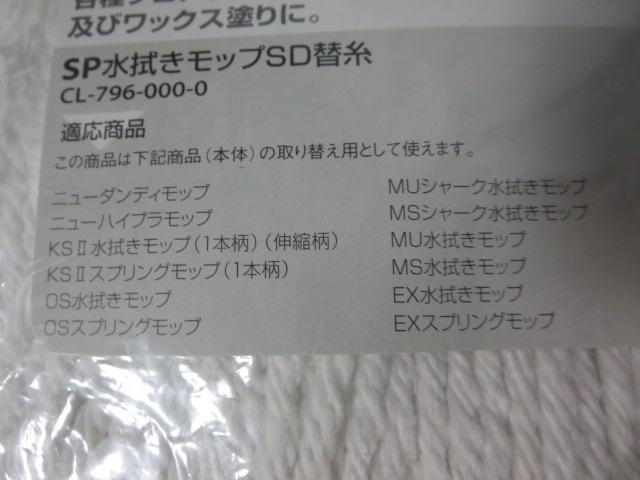 及びワックス塗りに。
SP水拭きモップSD替糸
CL-796-000-0
適応商品
この商品は下記商品（本体）の取り替え用として使えます。
ニューダンディモップ
ニューハイプラモップ
KSⅡ水拭きモップ（1本柄）（伸縮柄）
KSⅡスプリングモップ（1本柄）
OS水拭きモップ
OSスプリングモップ
MUシャーク水拭きモップ
MSシャーク水拭きモップ
MU水拭きモップ
MS水拭きモップ
EX水拭きモップ
EXスプリングモップ